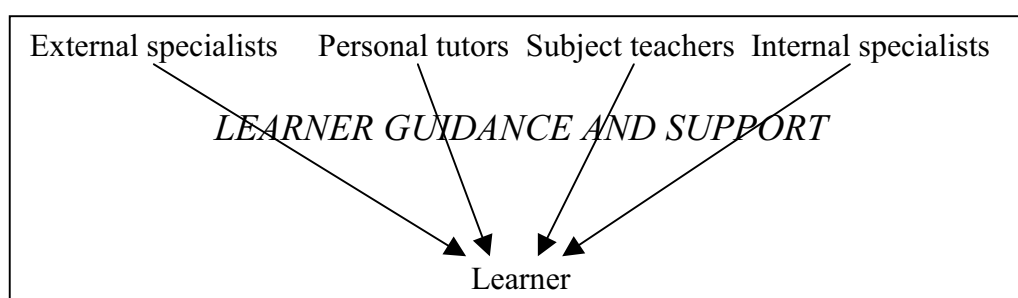 External specialists Personal tutors Subject teachers Internal specialists
LEARNER GUIDANCE AND SUPPORT
Learner